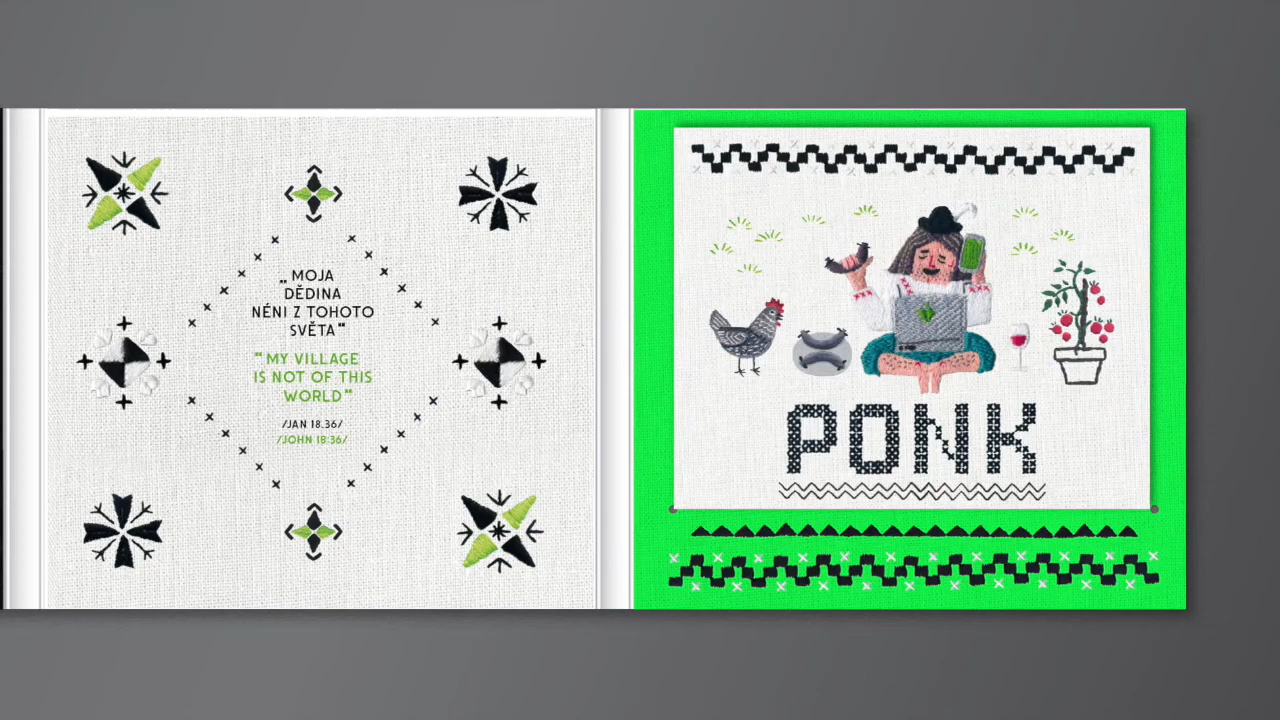 „MOJA
DĚDINA
NÉNI Z TOHOTO
SVĚTA“
“MY VILLAGE
IS NOT OF THIS
WORLD”
/JAN 18.36/
/JOHN 18:36/
PONK